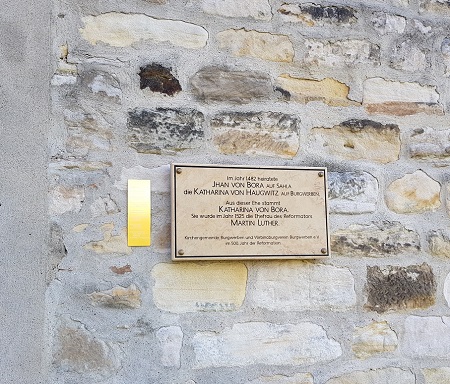 Im Jahr 1482 heiratete
JHAN VON BORA AUF SAHLA
die KATHARINA VON HAUGWITZ AUF BURGWERBEN.
(Aus dieser Ehe stammt
KATHARINA VON BORA.
Sie wurde im Jahr 1525 die Ehefrau des Reformators
MARTIN LUTHER.
Kirchengemeinde Burgwerben und Verein Burgwerben e.V.
im 500. Jahr der Reformation